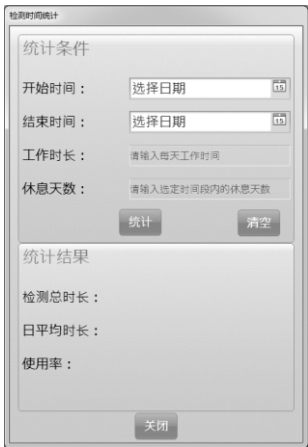 检测时间统计
统计条件
开始时间： 选择日期 15
结束时间： 选择日期 15
工作时长： 请输入每天工作时间
休息天数： 请输入选定时间段内的休息天数
统计 清空
统计结果
检测总时长：
日平均时长：
使用率：
关闭